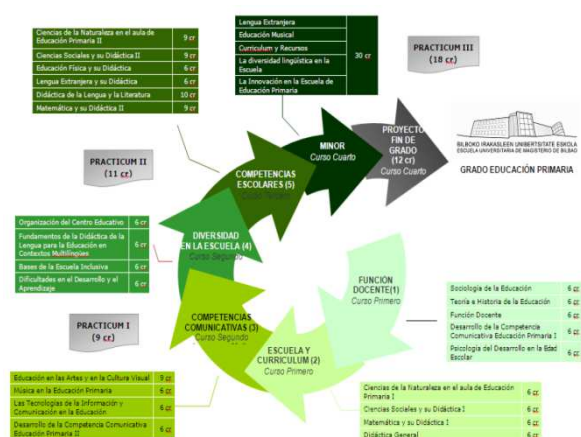 Ciencias de la Naturaleza en el aula de
Educación Primaria II
9 cr
Ciencias Sociales y su Didáctica II
9 cr
Educación Física y su Didáctica
6 cr
Lengua Extranjera y su Didáctica
6 cr
Didáctica de la Lengua y la Literatura
10 cr
Matemática y su Didáctica II
9 cr
Lengua Extranjera
Educación Musical
Curriculum y Recursos
La diversidad lingüística en la
Escuela
La Innovación en la Escuela de
Educación Primaria
30 cr
PRACTICUM III
(18 cr)
PROYECTO
FIN DE
GRADO
(12 cr)
Curso Cuarto
MINOR
Curso Cuarto
BILBOKO IRAKASLEEN UNIBERTSITATE ESKOLA
ESCUELA UNIVERSITARIA DE MAGISTERIO DE BILBAO
GRADO EDUCACIÓN PRIMARIA
COMPETENCIAS
ESCOLARES (5)
PRACTICUM II
(11 cr)
Organización del Centro Educativo
6 cr
Fundamentos de la Didáctica de la
Lengua para la Educación en
Contextos Multilingües
6 cr
Bases de la Escuela Inclusiva
6 cr
Dificultades en el Desarrollo y el
Aprendizaje
6 cr
DIVERSIDAD
EN LA ESCUELA (4)
Curso Segundo
FUNCIÓN
DOCENTE(1)
Curso Primero
Sociología de la Educación
6 cr
Teoría e Historia de la Educación
6 cr
Función Docente
6 cr
Desarrollo de la Competencia
Comunicativa Educación Primaria I
6 cr
Psicología del Desarrollo en la Edad
Escolar
6 cr
PRACTICUM I
(9 cr)
COMPETENCIAS
COMUNICATIVAS (3)
Curso Segundo
ESCUELA Y
CURRICULUM (2)
Curso Primero
Educación en las Artes y en la Cultura Visual
9 cr
Música en la Educación Primaria
6 cr
Las Tecnologías de la Información y
Comunicación en la Educación
6 cr
Desarrollo de la Competencia Comunicativa
Educación Primaria II
6 cr
Ciencias de la Naturaleza en el aula de Educación
Primaria I
6 cr
Ciencias Sociales y su Didáctica I
6 cr
Matemática y su Didáctica I
6 cr
Didáctica General
6 cr